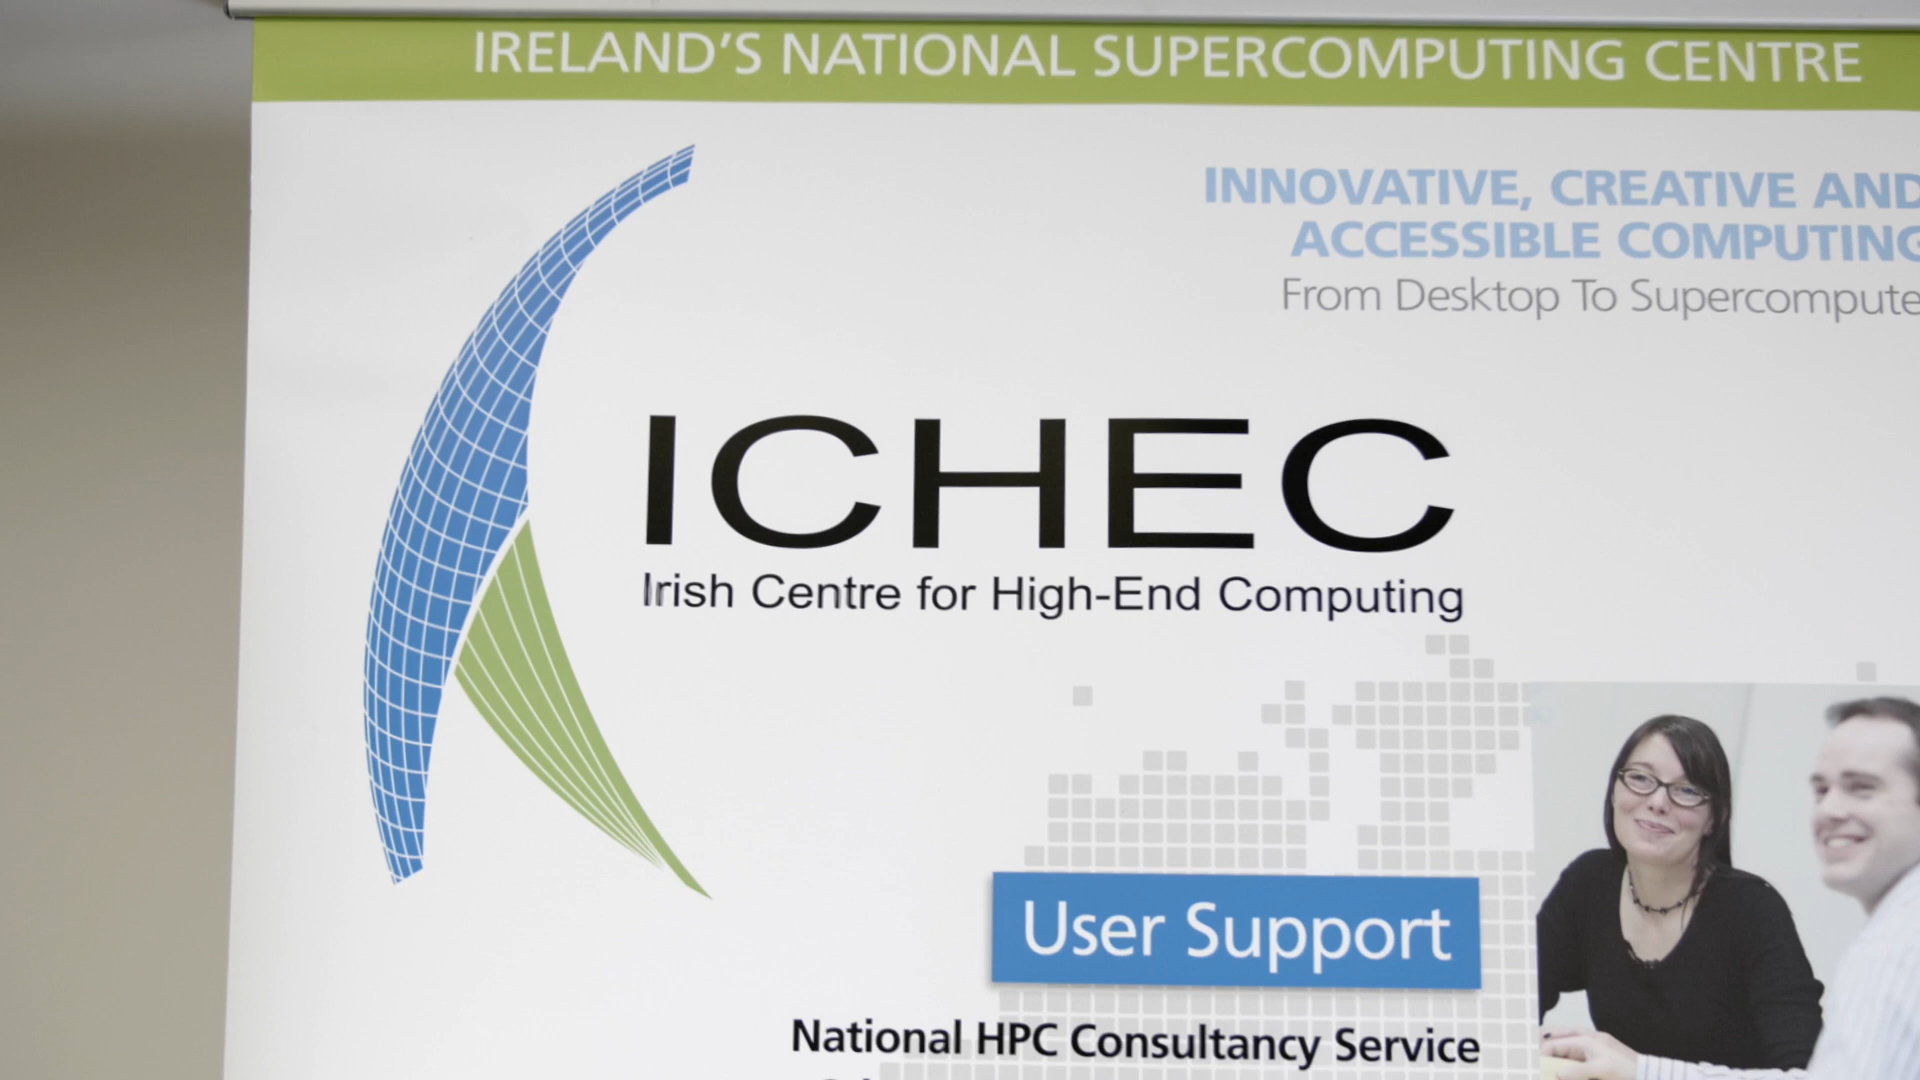 IRELAND'S NATIONAL SUPERCOMPUTING CENTRE
INNOVATIVE, CREATIVE AND
ACCESSIBLE COMPUTING
From Desktop To Supercompute
ICHEC
Irish Centre for High-End Computing
User Support
National HPC Consultancy Service